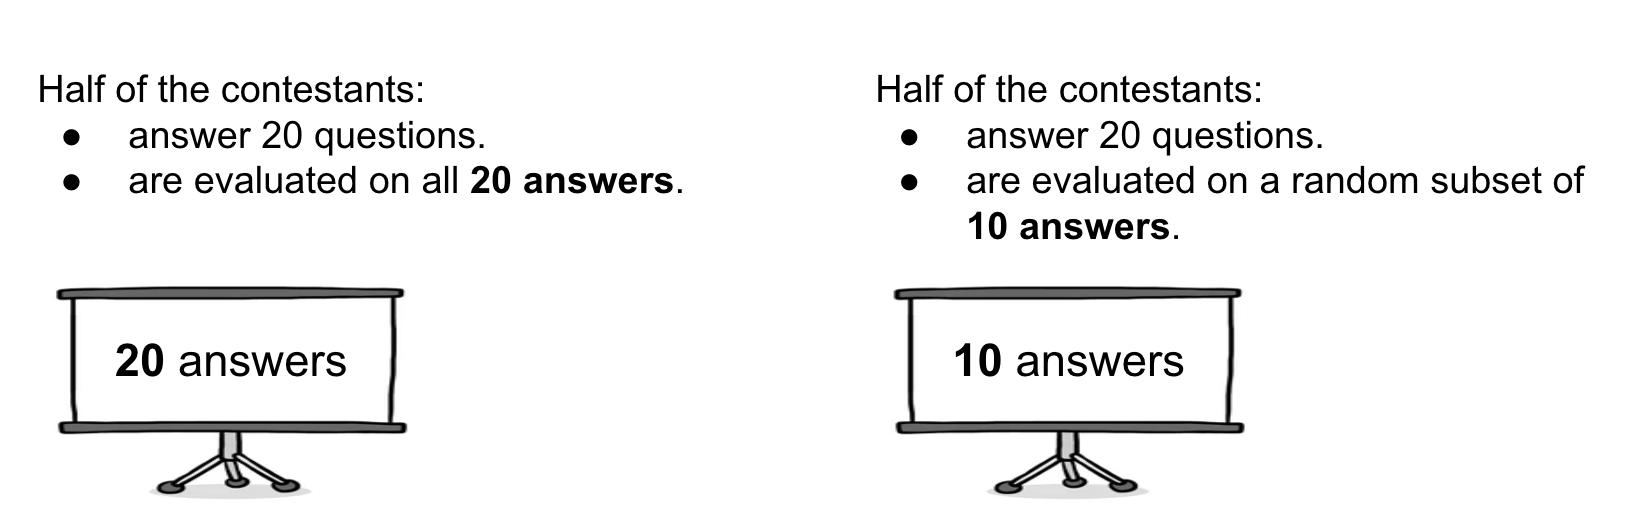 Half of the contestants:
● answer 20 questions.
● are evaluated on all 20 answers.
20 answers
Half of the contestants:
● answer 20 questions.
● are evaluated on a random subset of
10 answers.
10 answers